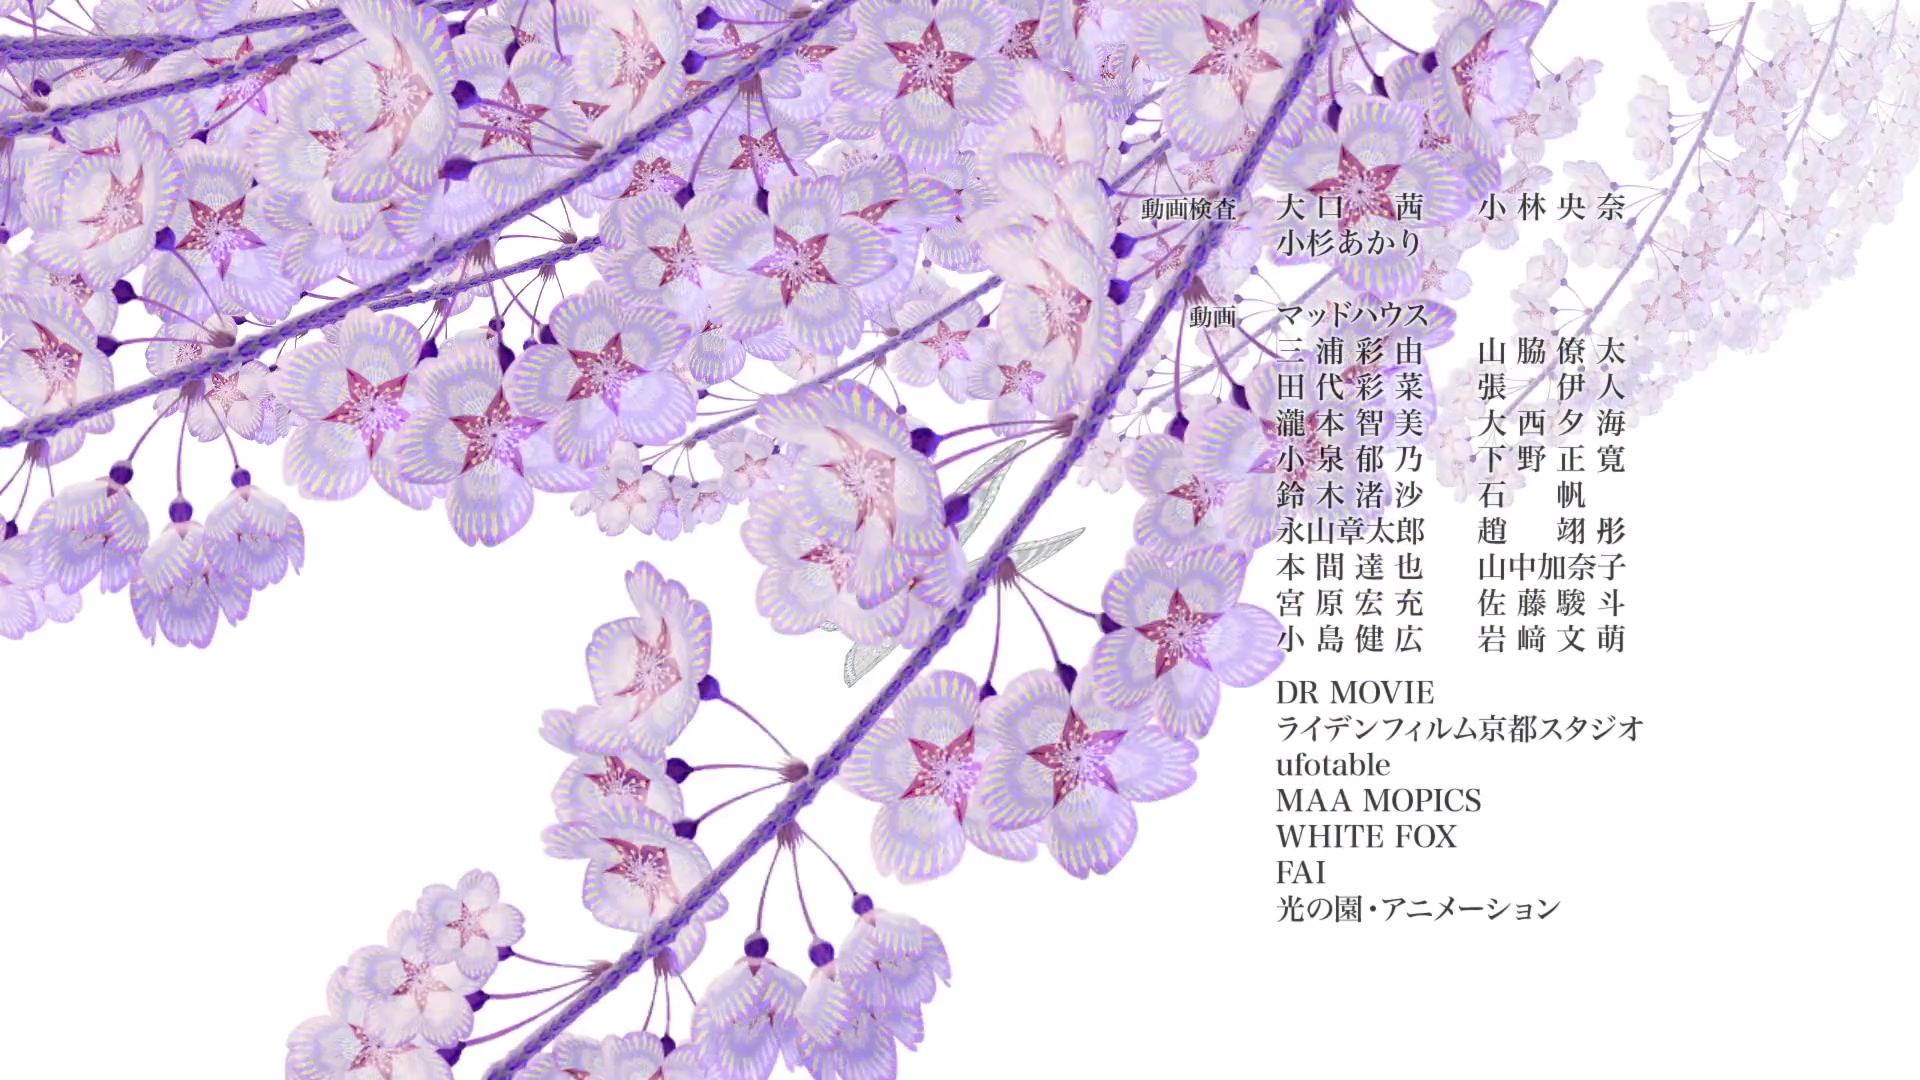 動画検査 大口 茜 小林央奈
小杉あかり
動画 マッドハウス
三浦彩由 山脇僚太
田代彩菜 張 伊人
瀧本智美 大西夕海
小泉郁乃 下野正寛
鈴木渚沙 石 帆
永山章太郎 趙 翊彤
本間達也 山中加奈子
宮原宏充 佐藤駿斗
小島健広 岩﨑文萌
DR MOVIE
ライデンフィルム京都スタジオ
ufotable
MAA MOPICS
WHITE FOX
FAI
光の園・アニメーション